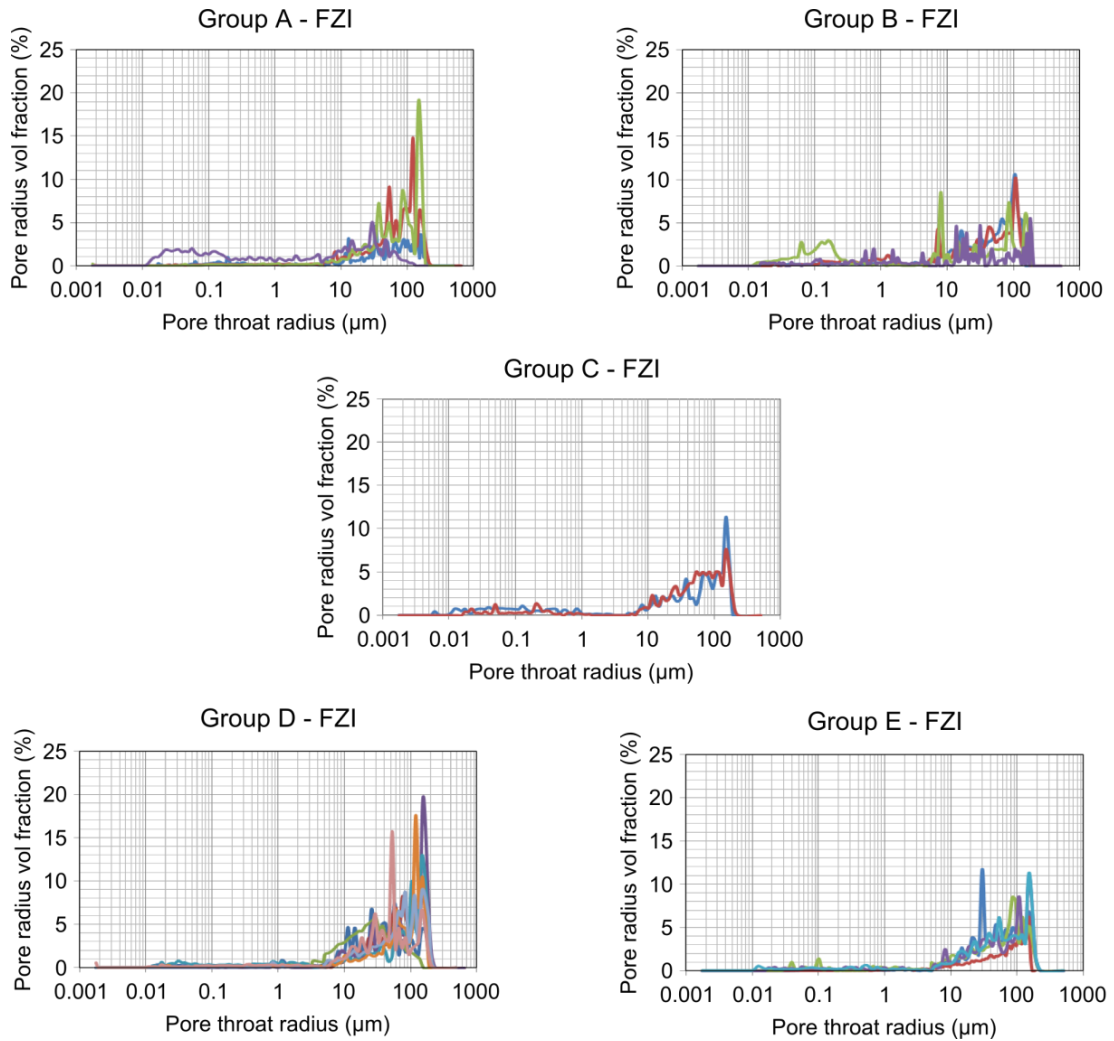 Group A - FZI
Pore radius vol fraction (%)
25
20
15
10
5
0
0.001 0.01 0.1 1 10 100 1000
Pore throat radius (µm)
Group B - FZI
Pore radius vol fraction (%)
25
20
15
10
5
0
0.001 0.01 0.1 1 10 100 1000
Pore throat radius (µm)
Group C - FZI
Pore radius vol fraction (%)
25
20
15
10
5
0
0.001 0.01 0.1 1 10 100 1000
Pore throat radius (µm)
Group D - FZI
Pore radius vol fraction (%)
25
20
15
10
5
0
0.001 0.01 0.1 1 10 100 1000
Pore throat radius (µm)
Group E - FZI
Pore radius vol fraction (%)
25
20
15
10
5
0
0.001 0.01 0.1 1 10 100 1000
Pore throat radius (µm)